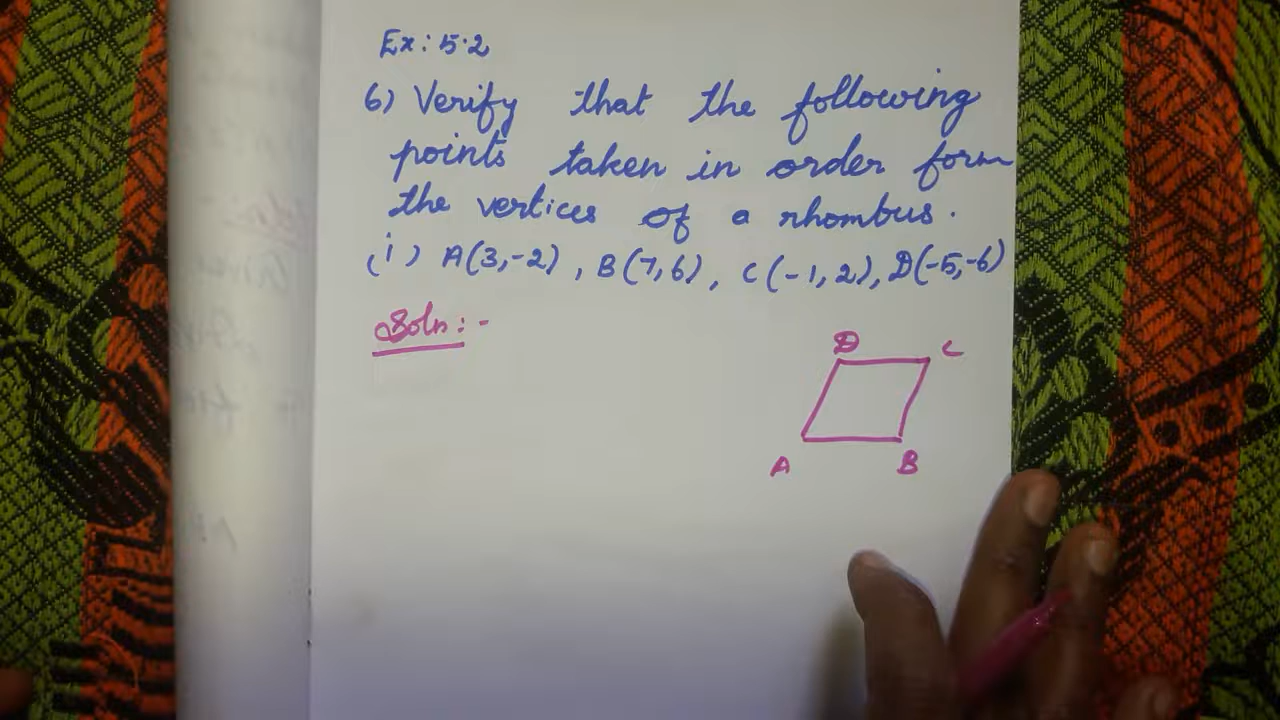 Ex: 5.2
6) Verify that the following
points taken in order form
the vertices of a rhombus.
(i) A(3,-2), B(7,6), C(-1,2), D(-5,-6)
Soln:-
D C
A B